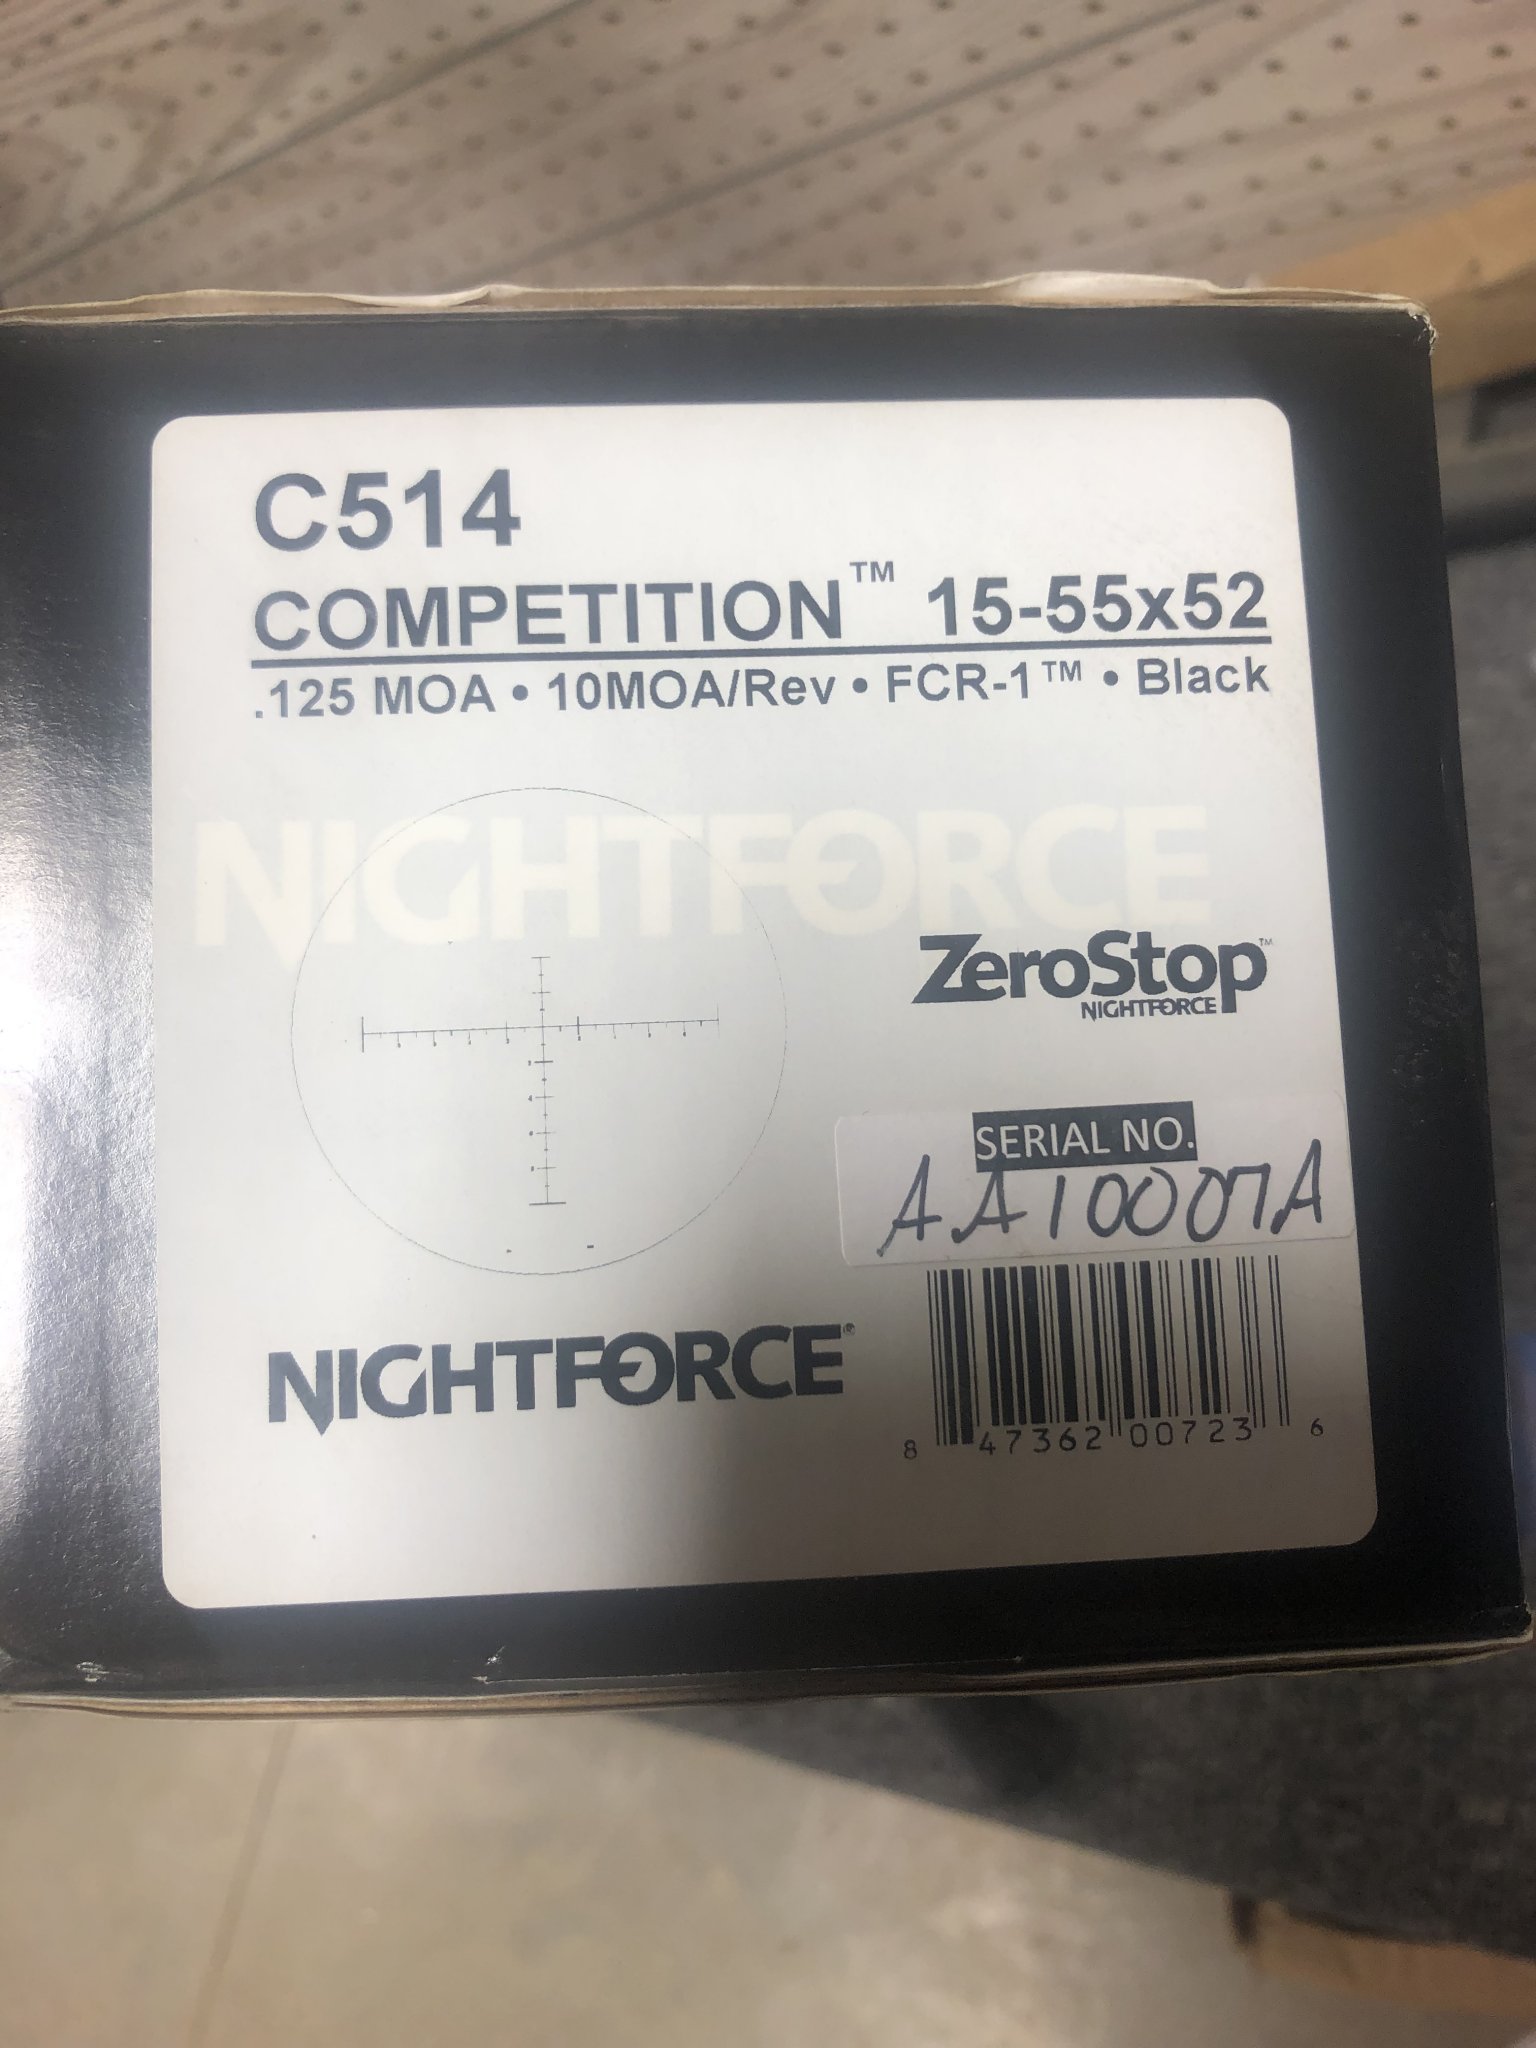 C514
COMPETITION™ 15-55x52
.125 MOA • 10MOA/Rev • FCR-1™ • Black
NIGHTFORCE
ZeroStop™
NIGHTFORCE
SERIAL NO.
AA10007A
NIGHTFORCE®
8 47362 00723 6